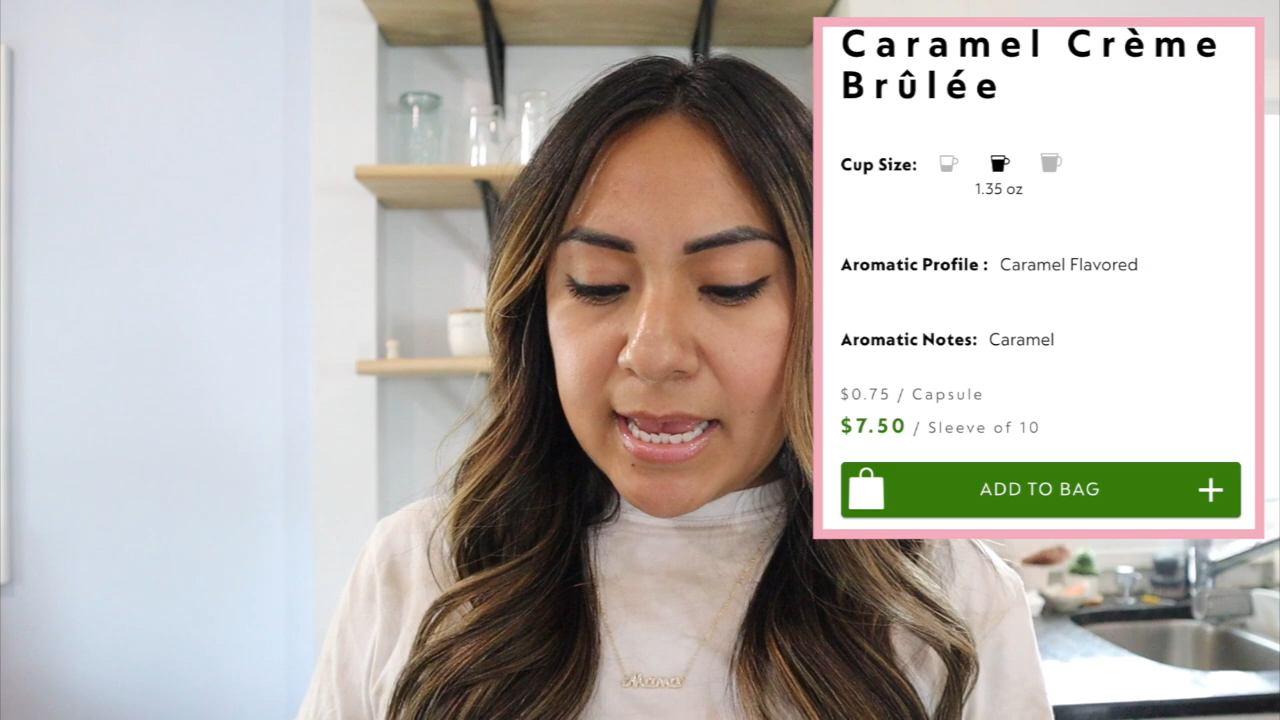 Caramel Crème
Brûlée
Cup Size:
1.35 oz
Aromatic Profile : Caramel Flavored
Aromatic Notes: Caramel
$0.75 / Capsule
$7.50 / Sleeve of 10
ADD TO BAG +
Mama